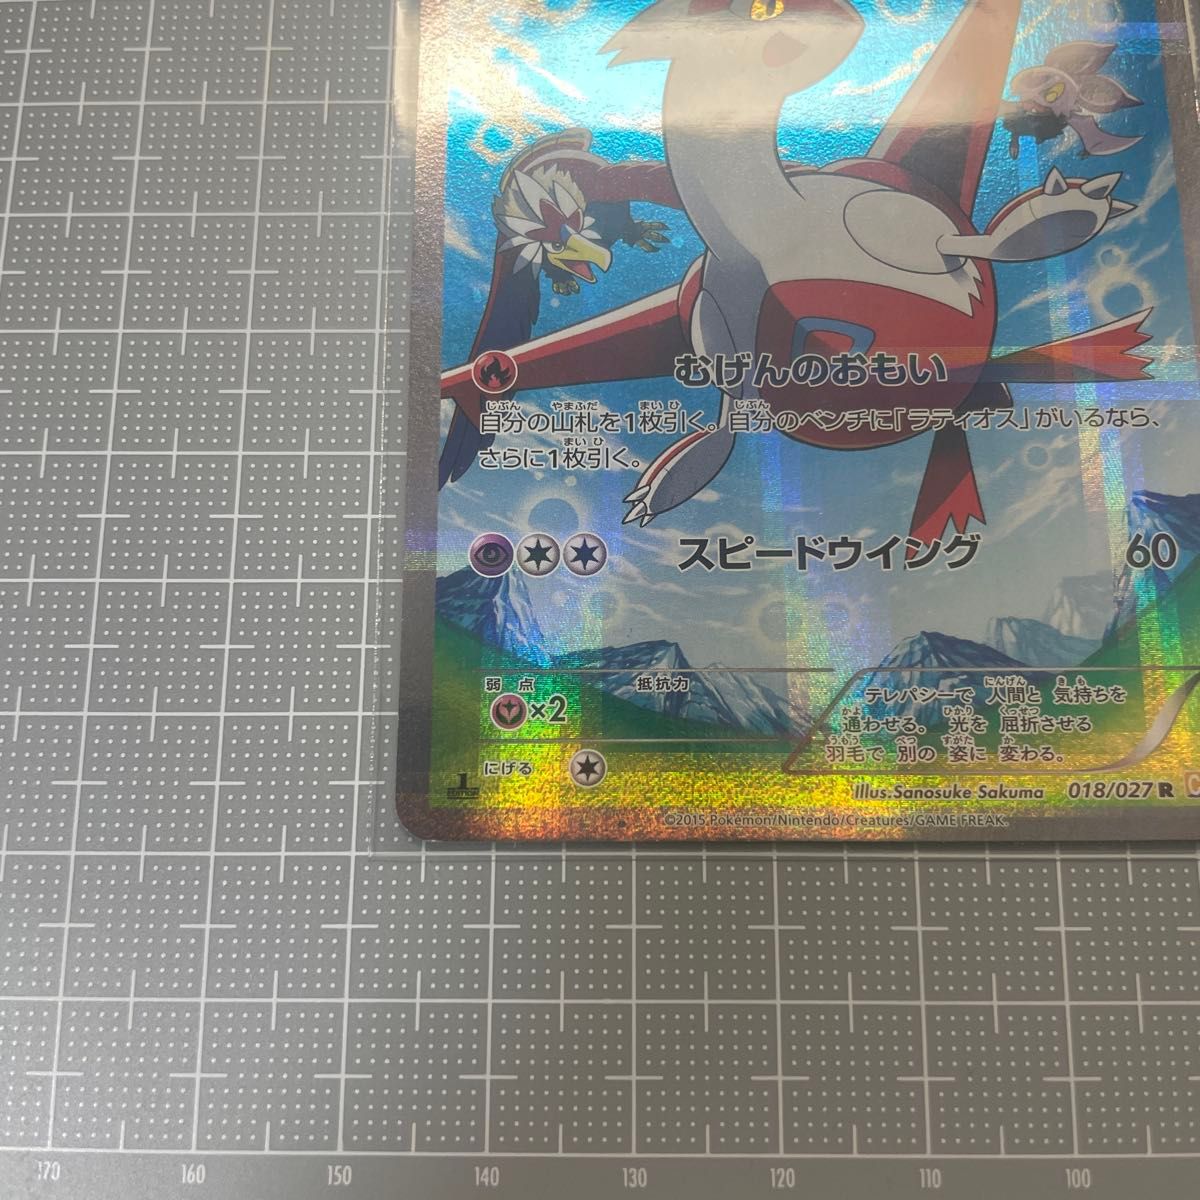 むげんのおもい
じぶん やまふだ まい ひ じぶん
自分の山札を1枚引く。自分のベンチに「ラティオス」がいるなら、
まい ひ
さらに1枚引く。
スピードウイング 60
弱点 抵抗力
×2
にげる
にんげん き も
テレパシーで 人間と 気持ちを
かよ ひかり くっせつ
通わせる。光を 屈折させる
うもう べつ すがた か
羽毛で 別の 姿に 変わる。
1
EDITION
Illus.Sanosuke Sakuma 018/027 R
©2015 Pokémon/Nintendo/Creatures/GAME FREAK.
170 160 150 140 130 120 110 100